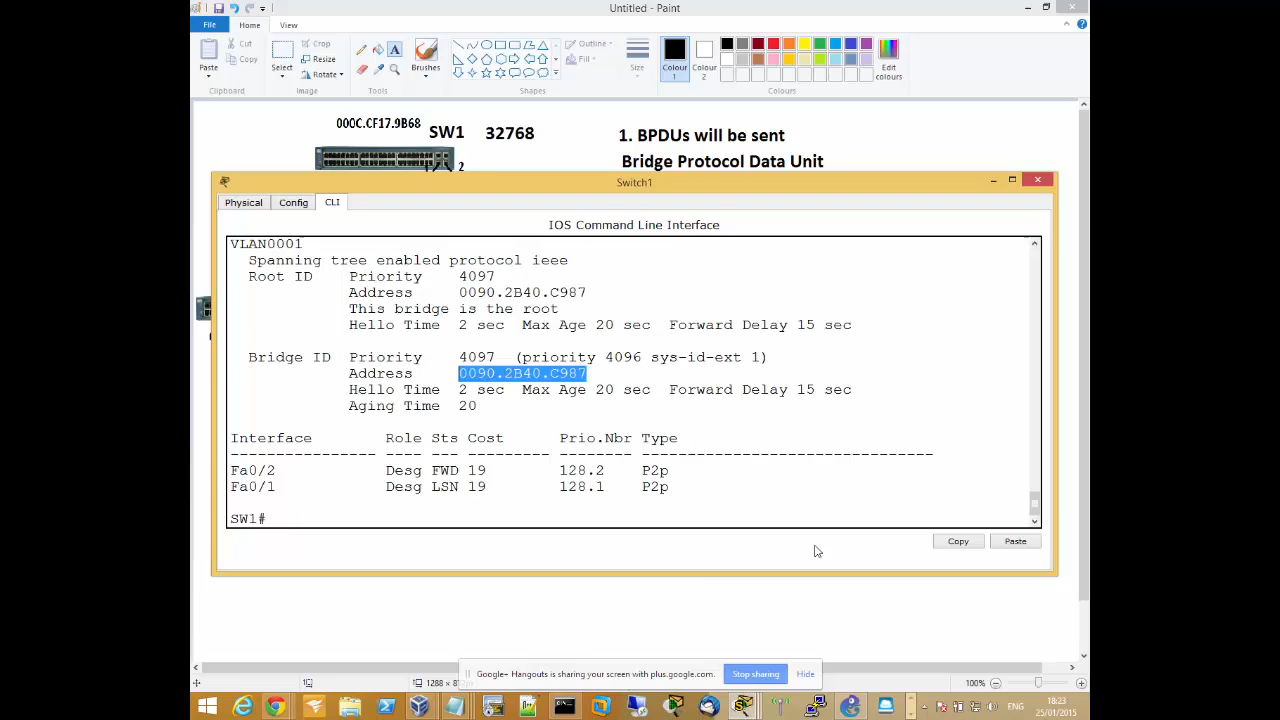 Untitled - Paint
File Home View
Paste
Cut
Copy
Clipboard
Select
Crop
Resize
Rotate
Image
Tools
Brushes
Shapes
Outline
Fill
Size
Colour 1
Colour 2
Edit colours
Colours
000C.CF17.9B68
SW1 32768
1. BPDUs will be sent
2
Bridge Protocol Data Unit
Switch1
Physical Config CLI
IOS Command Line Interface
VLAN0001
Spanning tree enabled protocol ieee
Root ID Priority 4097
Address 0090.2B40.C987
This bridge is the root
Hello Time 2 sec Max Age 20 sec Forward Delay 15 sec
Bridge ID Priority 4097 (priority 4096 sys-id-ext 1)
Address 0090.2B40.C987
Hello Time 2 sec Max Age 20 sec Forward Delay 15 sec
Aging Time 20
Interface Role Sts Cost Prio.Nbr Type
---------------- ---- --- --------- -------- --------------------------------
Fa0/2 Desg FWD 19 128.2 P2p
Fa0/1 Desg LSN 19 128.1 P2p
SW1#
Copy Paste
Google+ Hangouts is sharing your screen with plus.google.com. Stop sharing Hide
100%
ENG
18:23
25/01/2015